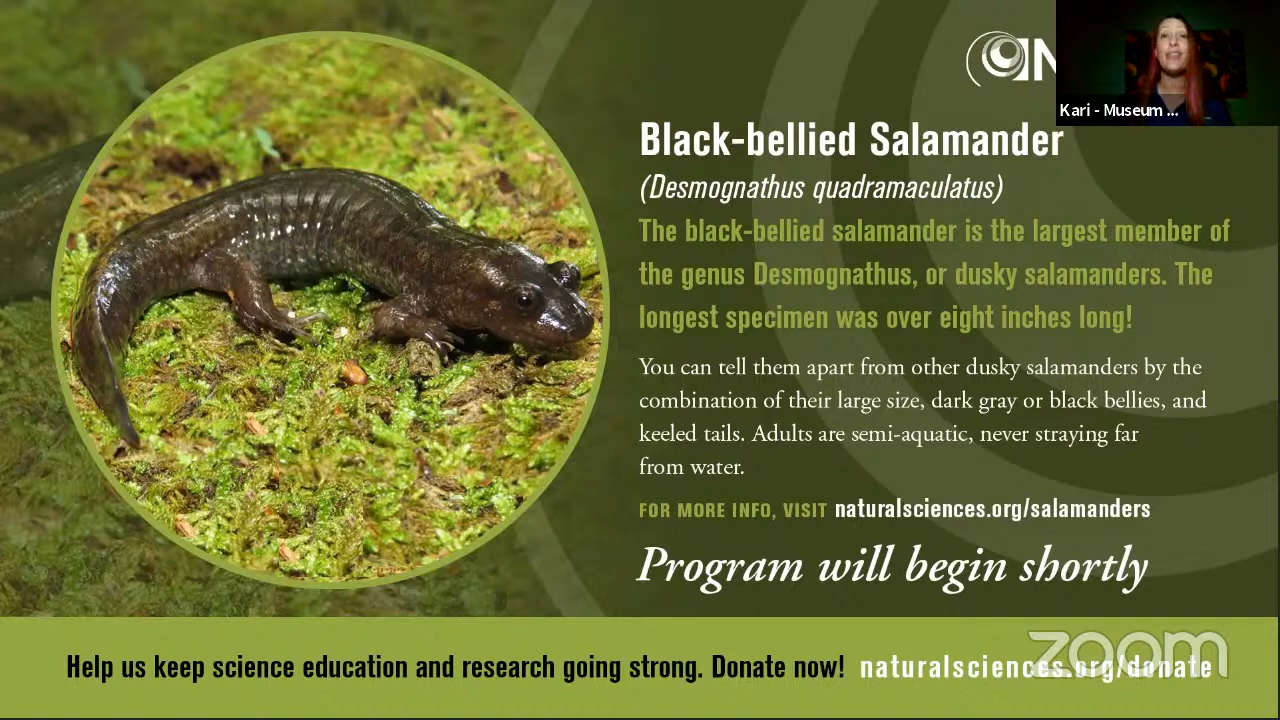 Kari - Museum ...
Black-bellied Salamander
(Desmognathus quadramaculatus)
The black-bellied salamander is the largest member of
the genus Desmognathus, or dusky salamanders. The
longest specimen was over eight inches long!
You can tell them apart from other dusky salamanders by the
combination of their large size, dark gray or black bellies, and
keeled tails. Adults are semi-aquatic, never straying far
from water.
FOR MORE INFO, VISIT naturalsciences.org/salamanders
Program will begin shortly
zoom
Help us keep science education and research going strong. Donate now! naturalsciences.org/donate